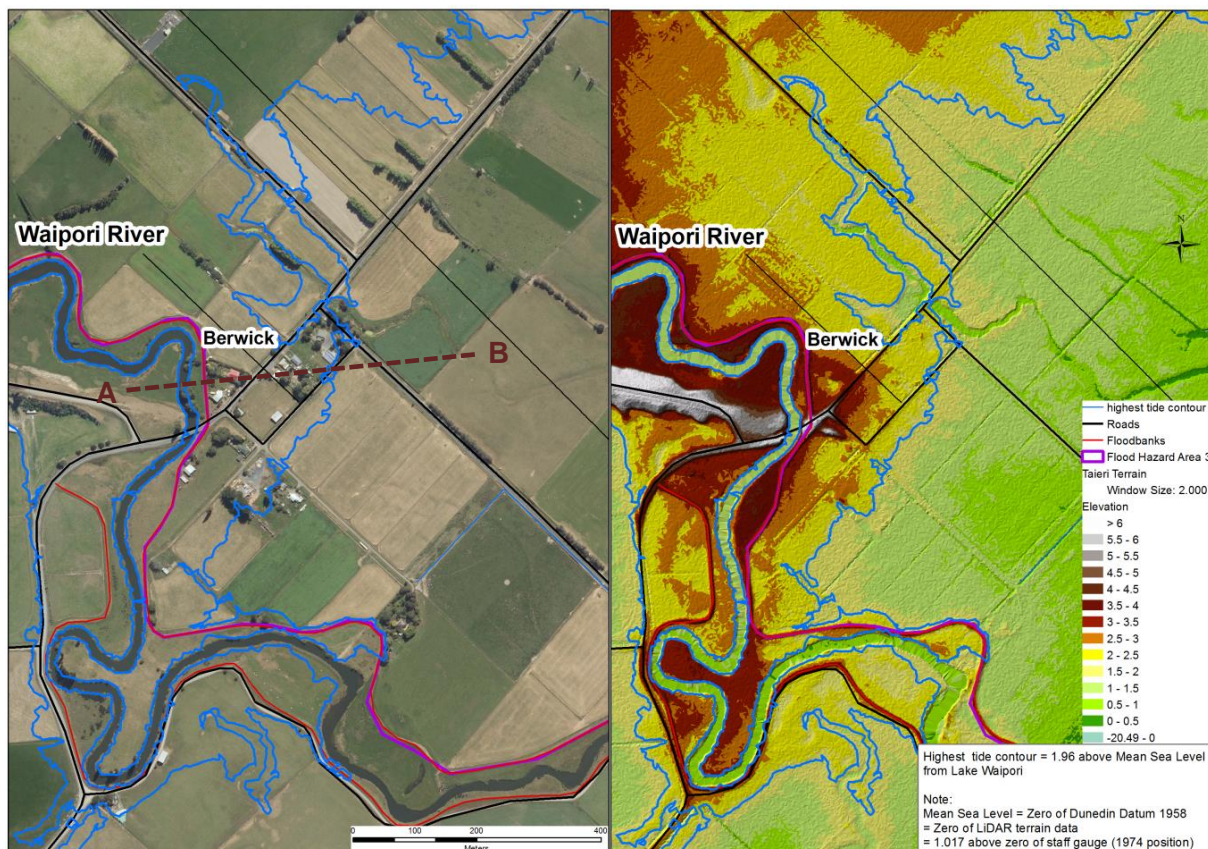 Waipori River
Berwick
A
B
0
100
200
400
Meters
Waipori River
Berwick
N
highest tide contour
Roads
Floodbanks
Flood Hazard Area 3
Taieri Terrain
Window Size: 2.000
Elevation
> 6
5.5 - 6
5 - 5.5
4.5 - 5
4 - 4.5
3.5 - 4
3 - 3.5
2.5 - 3
2 - 2.5
1.5 - 2
1 - 1.5
0.5 - 1
0 - 0.5
-20.49 - 0
Highest tide contour = 1.96 above Mean Sea Level
from Lake Waipori
Note:
Mean Sea Level = Zero of Dunedin Datum 1958
= Zero of LiDAR terrain data
= 1.017 above zero of staff gauge (1974 position)